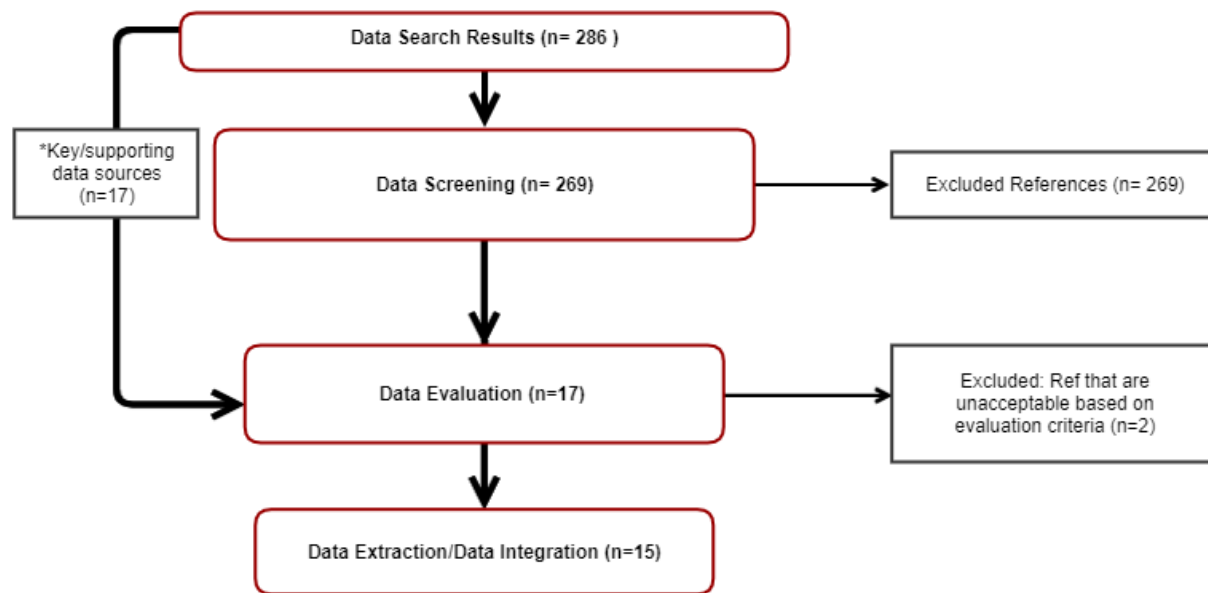 Data Search Results (n= 286 )
*Key/supporting
data sources
(n=17)
Data Screening (n= 269)
Excluded References (n= 269)
Data Evaluation (n=17)
Excluded: Ref that are
unacceptable based on
evaluation criteria (n=2)
Data Extraction/Data Integration (n=15)